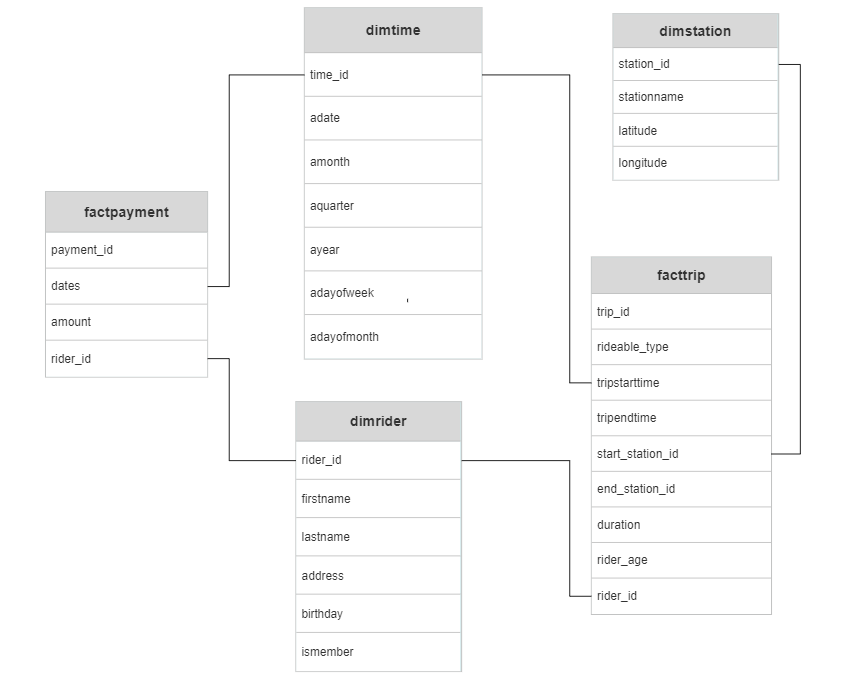 dimtime
time_id
adate
amonth
aquarter
ayear
adayofweek
adayofmonth
dimstation
station_id
stationname
latitude
longitude
factpayment
payment_id
dates
amount
rider_id
facttrip
trip_id
rideable_type
tripstarttime
tripendtime
start_station_id
end_station_id
duration
rider_age
rider_id
dimrider
rider_id
firstname
lastname
address
birthday
ismember